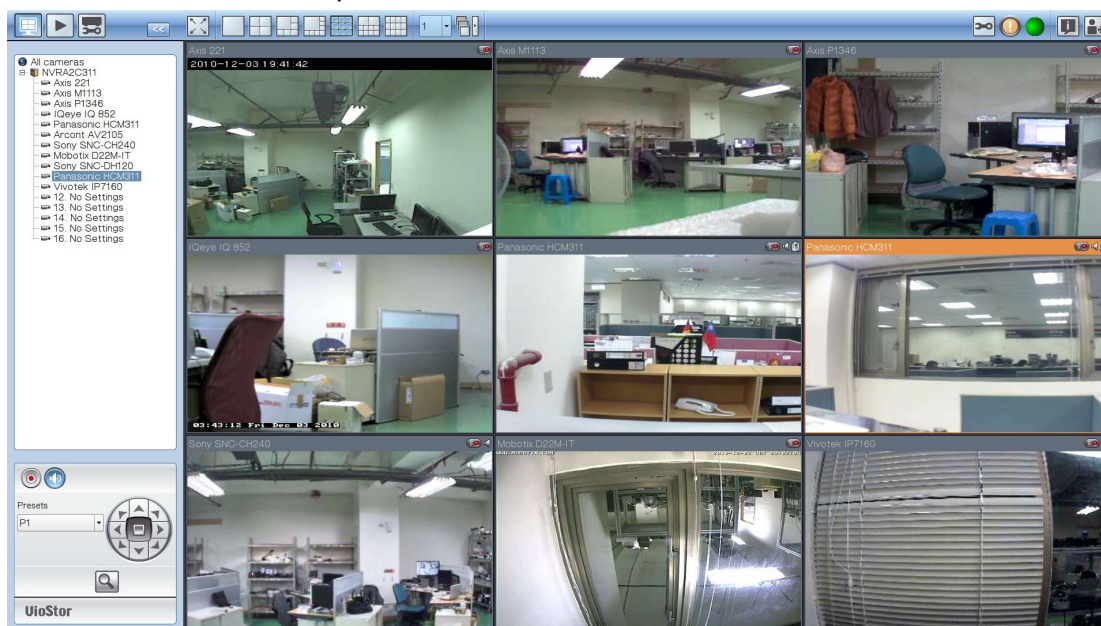 1
<<
All cameras
NVRA2C311
Axis 221
Axis M1113
Axis P1346
IQeye IQ 852
Panasonic HCM311
Arcont AV2105
Sony SNC-CH240
Mobotix D22M-IT
Sony SNC-DH120
Panasonic HCM311
Vivotek IP7160
12. No Settings
13. No Settings
14. No Settings
15. No Settings
16. No Settings
Presets
P1
VioStor
Axis 221
Axis M1113
Axis P1346
2010-12-03 19:41:42
IQeye IQ 852
Panasonic HCM311
Panasonic HCM311
03:43:12 Fri Dec 03 2010
Sony SNC-CH240
Mobotix D22M-IT
Vivotek IP7160
WWW.MOBOTIX.COM